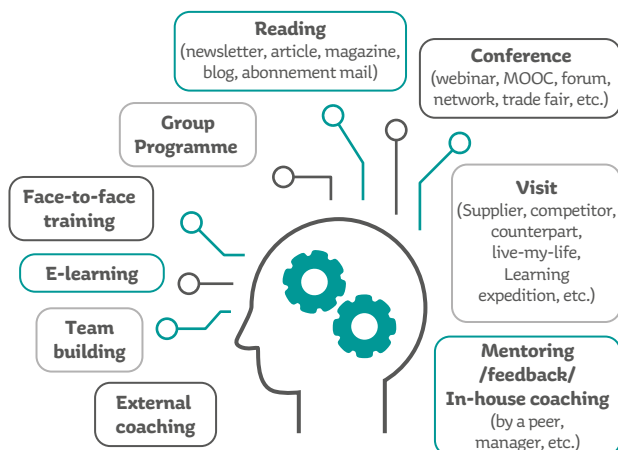 Reading
(newsletter, article, magazine,
blog, abonnement mail)
Conference
(webinar, MOOC, forum,
network, trade fair, etc.)
Group
Programme
Face-to-face
training
E-learning
Team
building
External
coaching
Visit
(Supplier, competitor,
counterpart,
live-my-life,
Learning
expedition, etc.)
Mentoring
/feedback/
In-house coaching
(by a peer,
manager, etc.)